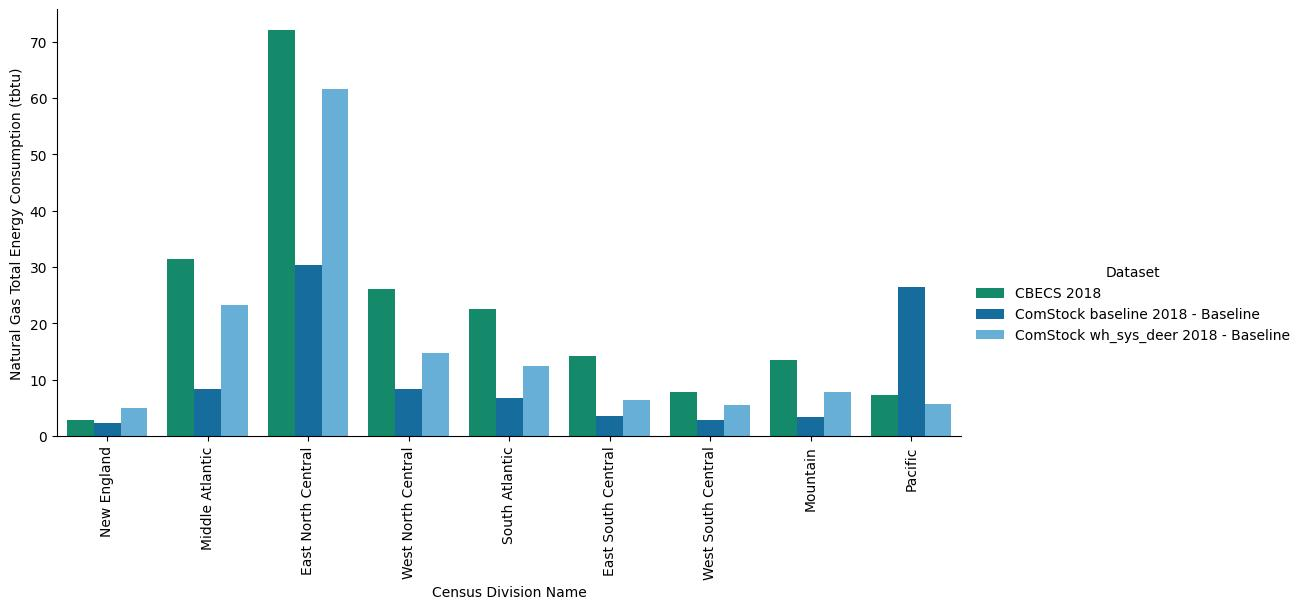 Natural Gas Total Energy Consumption (tbtu)
70
60
50
40
30
20
10
0
New England
Middle Atlantic
East North Central
West North Central
South Atlantic
East South Central
West South Central
Mountain
Pacific
Census Division Name
Dataset
CBECS 2018
ComStock baseline 2018 - Baseline
ComStock wh_sys_deer 2018 - Baseline